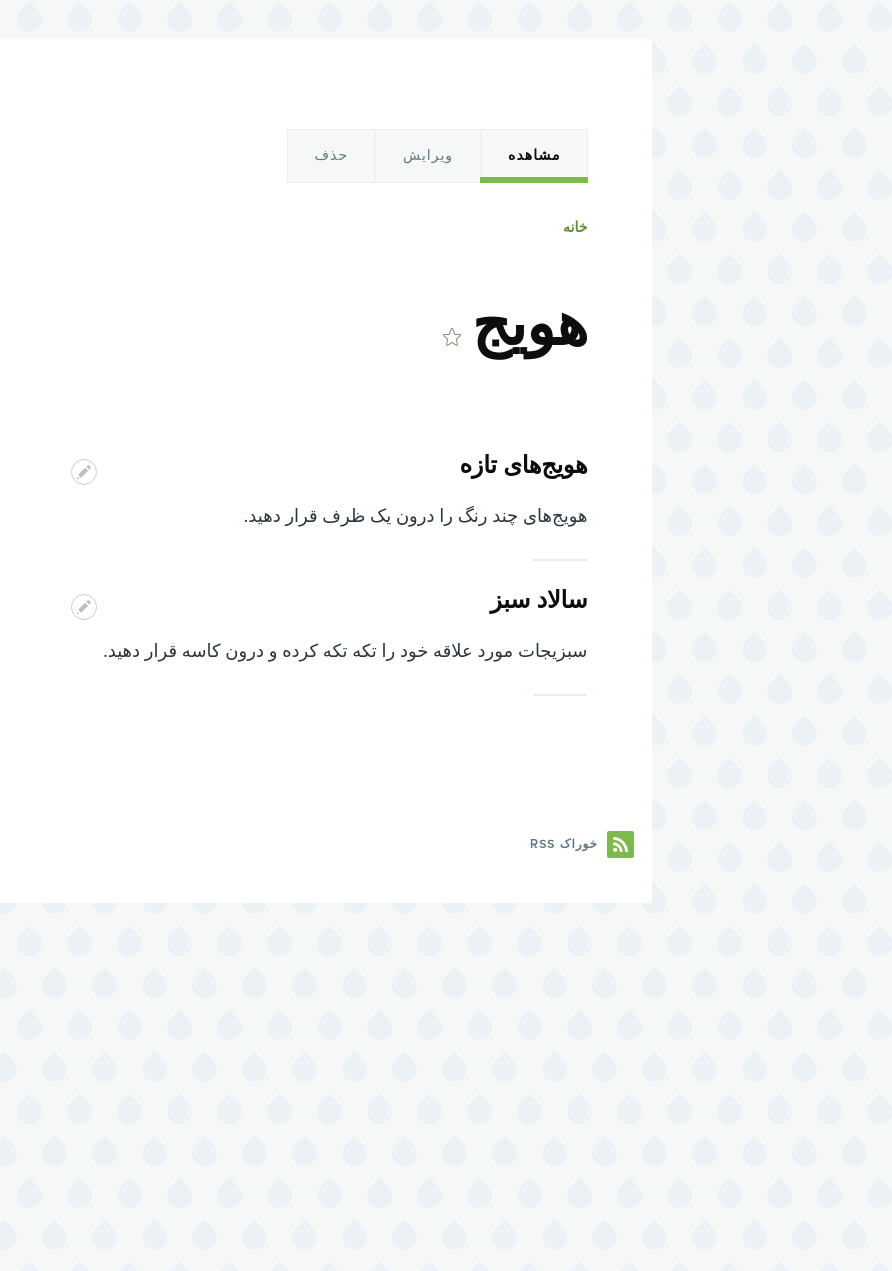 مشاهده ویرایش حذف
خانه
هویج
هویج‌های تازه
هویج‌های چند رنگ را درون یک ظرف قرار دهید.
سالاد سبز
سبزیجات مورد علاقه خود را تکه تکه کرده و درون کاسه قرار دهید.
خوراک RSS